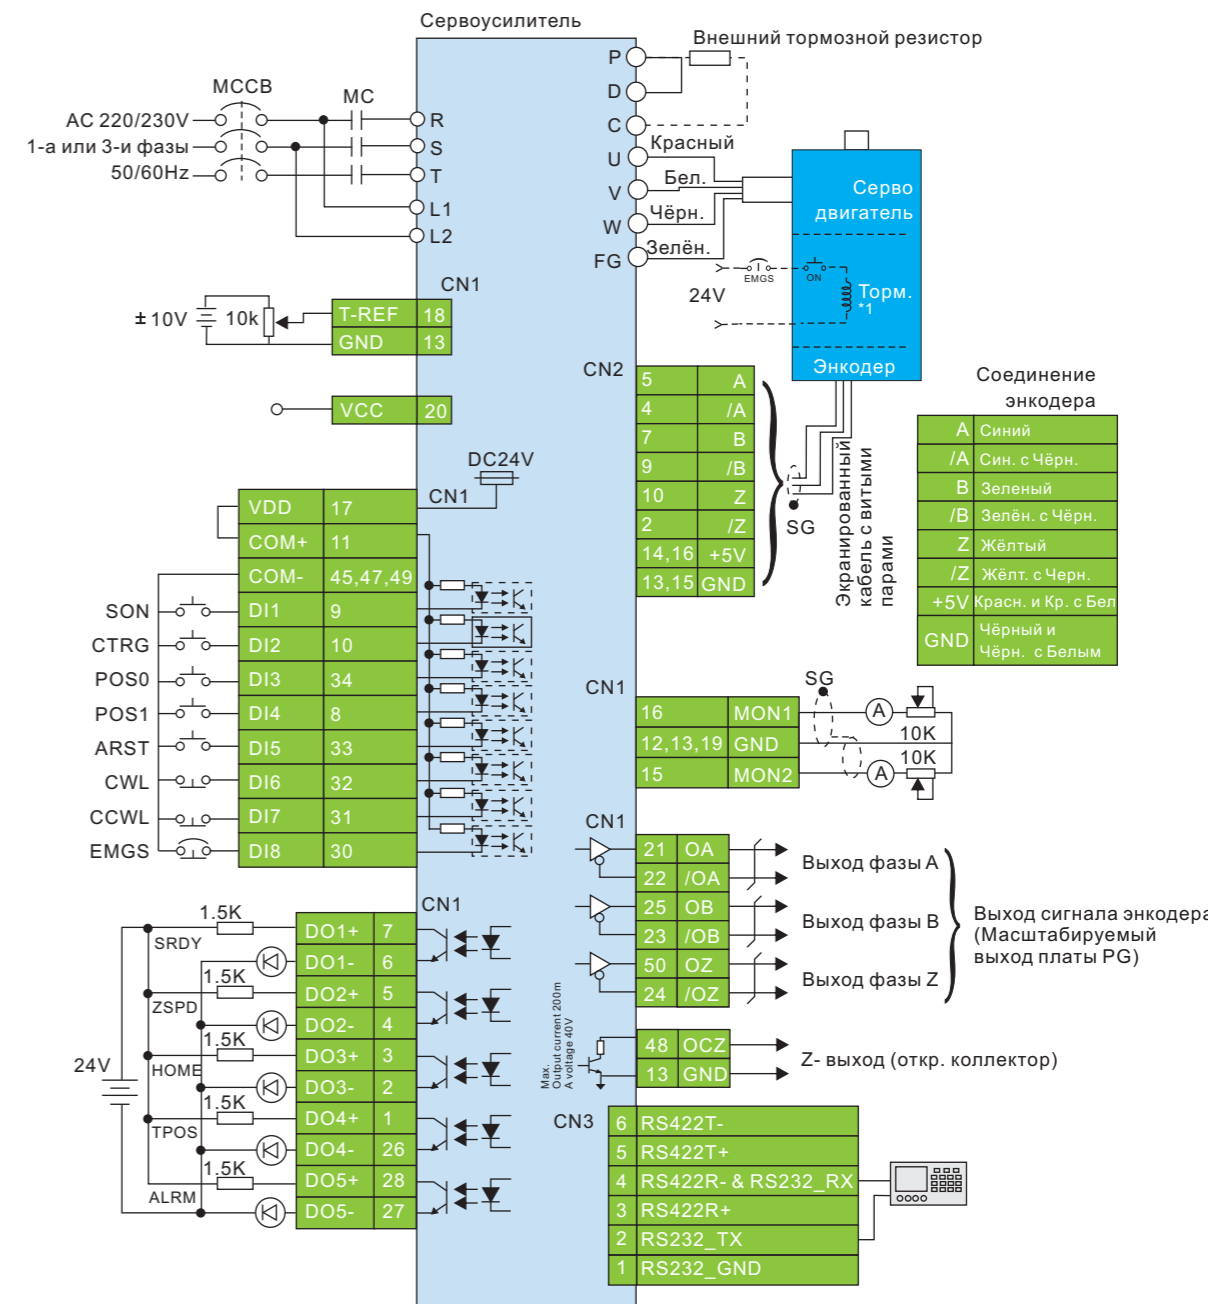 Сервоусилитель
P
Внешний тормозной резистор
D
C
MCCB
MC
AC 220/230V
R
1-а или 3-и фазы
S
50/60Hz
T
L1
L2
U
Красный
V
Бел.
W
Чёрн.
FG
Зелён.
Серво
двигатель
24V
EMGS
ON
Торм.
*1
Энкодер
CN1
± 10V
10k
T-REF 18
GND 13
VCC 20
CN2
5 A
4 /A
7 B
9 /B
10 Z
2 /Z
14,16 +5V
13,15 GND
SG
Экранированный
кабель с витыми
парами
Соединение
энкодера
A Синий
/A Син. с Чёрн.
B Зеленый
/B Зелён. с Чёрн.
Z Жёлтый
/Z Жёлт. с Черн.
+5V Красн. и Кр. с Бел
GND Чёрный и
Чёрн. с Белым
DC24V
CN1
VDD 17
COM+ 11
COM- 45,47,49
SON DI1 9
CTRG DI2 10
POS0 DI3 34
POS1 DI4 8
ARST DI5 33
CWL DI6 32
CCWL DI7 31
EMGS DI8 30
CN1
SG
16 MON1
A
10K
12,13,19 GND
10K
15 MON2
A
CN1
21 OA
22 /OA
Выход фазы A
25 OB
23 /OB
Выход фазы B
50 OZ
24 /OZ
Выход фазы Z
Выход сигнала энкодера
(Масштабируемый
выход платы PG)
Max.
Output current 200m
A voltage 40V
48 OCZ
13 GND
Z- выход (откр. коллектор)
CN1
24V
1.5K
SRDY
DO1+ 7
DO1- 6
1.5K
ZSPD
DO2+ 5
DO2- 4
1.5K
HOME
DO3+ 3
DO3- 2
1.5K
TPOS
DO4+ 1
DO4- 26
1.5K
ALRM
DO5+ 28
DO5- 27
CN3
6 RS422T-
5 RS422T+
4 RS422R- & RS232_RX
3 RS422R+
2 RS232_TX
1 RS232_GND